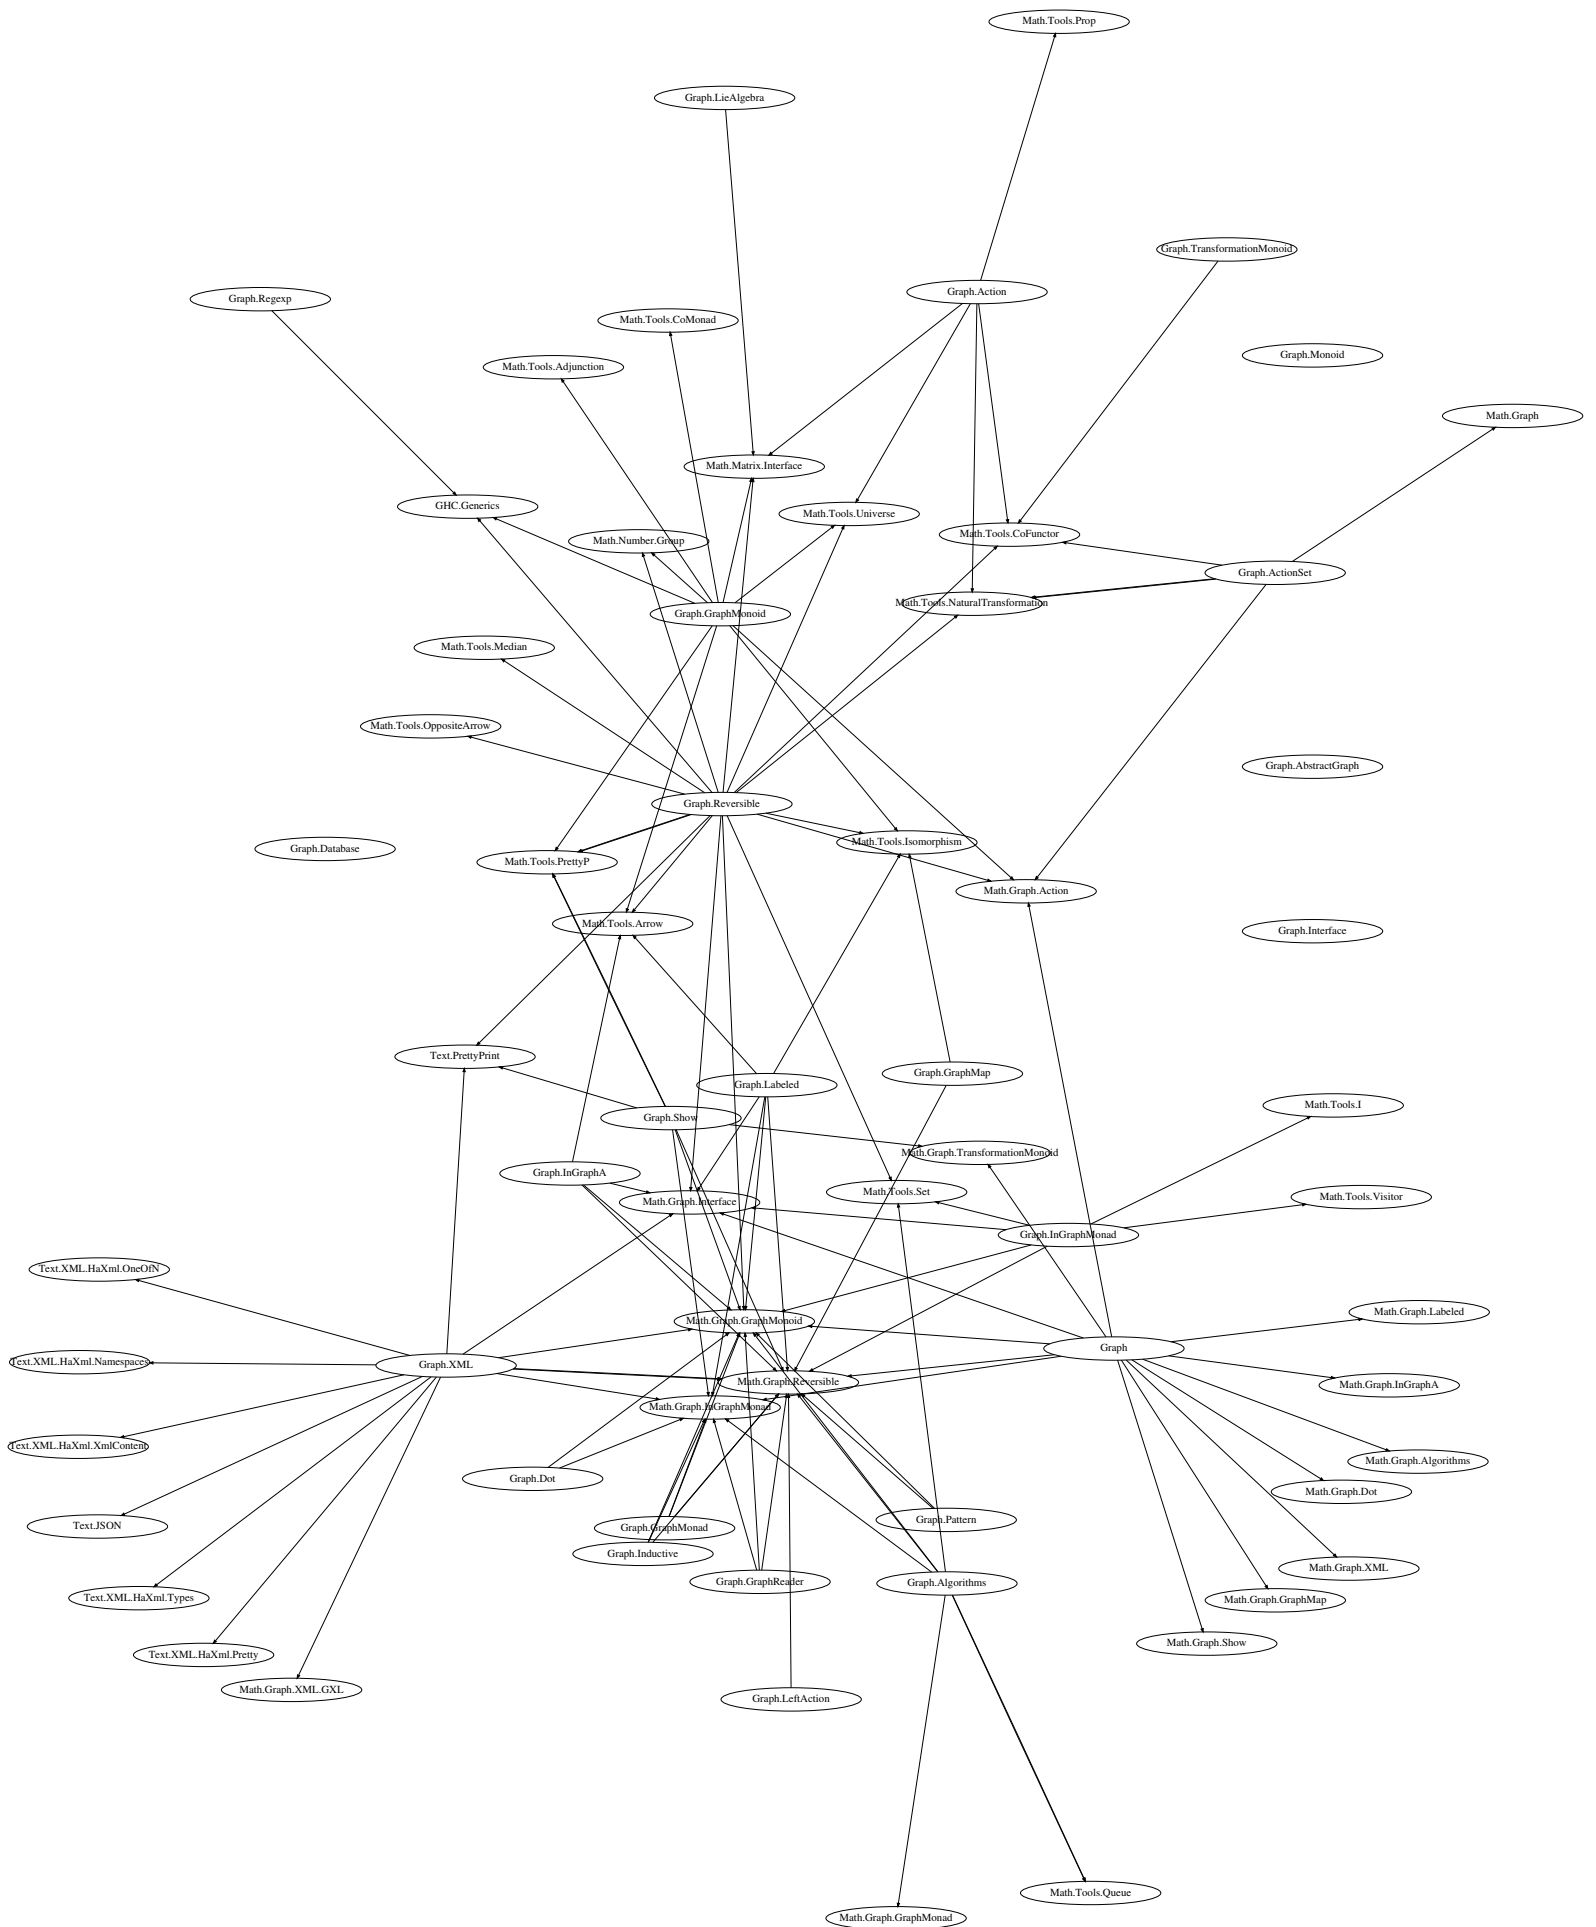 Math.Tools.Prop
Graph.LieAlgebra
Graph.TransformationMonoid
Graph.Action
Graph.Regexp
Math.Tools.CoMonad
Graph.Monoid
Math.Tools.Adjunction
Math.Graph
Math.Matrix.Interface
GHC.Generics
Math.Tools.Universe
Math.Tools.CoFunctor
Math.Number.Group
Graph.ActionSet
Math.Tools.NaturalTransformation
Graph.GraphMonoid
Math.Tools.Median
Math.Tools.OppositeArrow
Graph.AbstractGraph
Graph.Reversible
Math.Tools.Isomorphism
Graph.Database
Math.Tools.PrettyP
Math.Graph.Action
Math.Tools.Arrow
Graph.Interface
Text.PrettyPrint
Graph.GraphMap
Graph.Labeled
Math.Tools.I
Graph.Show
Math.Graph.TransformationMonoid
Graph.InGraphA
Math.Tools.Set
Math.Tools.Visitor
Math.Graph.Interface
Graph.InGraphMonad
Text.XML.HaXml.OneOfN
Math.Graph.Labeled
Math.Graph.GraphMonoid
Graph
Text.XML.HaXml.Namespaces
Graph.XML
Math.Graph.Reversible
Math.Graph.InGraphA
Math.Graph.InGraphMonad
Text.XML.HaXml.XmlContent
Math.Graph.Algorithms
Graph.Dot
Math.Graph.Dot
Graph.Pattern
Text.JSON
Graph.GraphMonad
Graph.Inductive
Math.Graph.XML
Graph.GraphReader
Graph.Algorithms
Text.XML.HaXml.Types
Math.Graph.GraphMap
Math.Graph.Show
Text.XML.HaXml.Pretty
Math.Graph.XML.GXL
Graph.LeftAction
Math.Tools.Queue
Math.Graph.GraphMonad